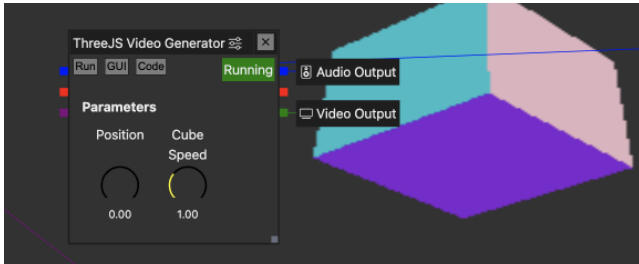 ThreeJS Video Generator
Run GUI Code Running
Audio Output
Parameters
Video Output
Position Cube
Speed
0.00 1.00